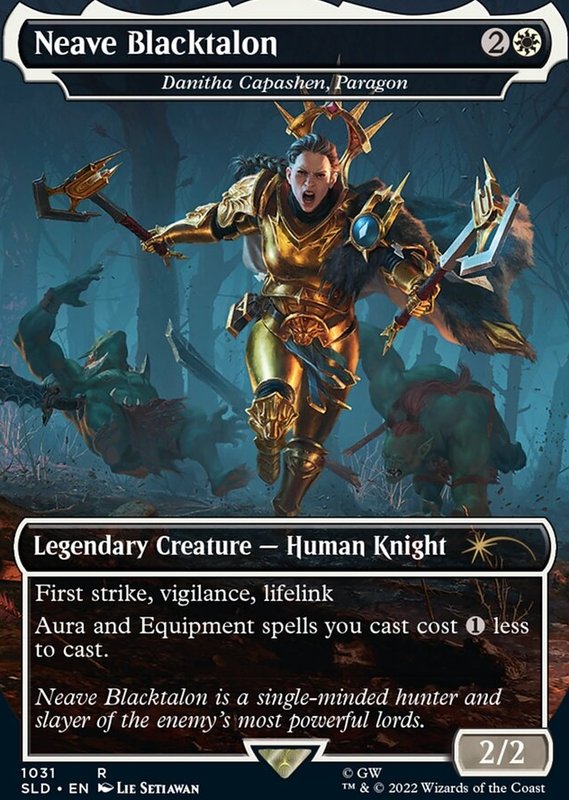 Neave Blacktalon 2
Danitha Capashen, Paragon
Legendary Creature — Human Knight
First strike, vigilance, lifelink
Aura and Equipment spells you cast cost 1 less
to cast.
Neave Blacktalon is a single-minded hunter and
slayer of the enemy's most powerful lords.
2/2
1031 R
SLD • EN Lie Setiawan
© GW
™ & © 2022 Wizards of the Coast